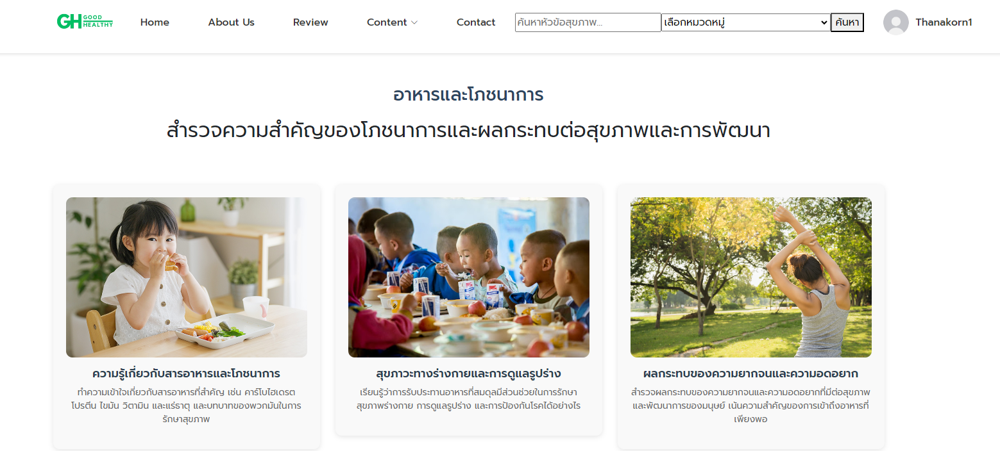 GH GOOD HEALTHY
Home
About Us
Review
Content
Contact
ค้นหาหัวข้อสุขภาพ...
เลือกหมวดหมู่
ค้นหา
Thanakorn1
อาหารและโภชนาการ
สำรวจความสำคัญของโภชนาการและผลกระทบต่อสุขภาพและการพัฒนา
ความรู้เกี่ยวกับสารอาหารและโภชนาการ
ทำความเข้าใจเกี่ยวกับสารอาหารที่สำคัญ เช่น คาร์โบไฮเดรต
โปรตีน ไขมัน วิตามิน และแร่ธาตุ และบทบาทของพวกมันในการ
รักษาสุขภาพ
สุขภาวะทางร่างกายและการดูแลรูปร่าง
เรียนรู้ว่าการรับประทานอาหารที่สมดุลมีส่วนช่วยในการรักษา
สุขภาพร่างกาย การดูแลรูปร่าง และการป้องกันโรคได้อย่างไร
ผลกระทบของความยากจนและความอดอยาก
สำรวจผลกระทบของความยากจนและความอดอยากที่มีต่อสุขภาพ
และพัฒนาการของมนุษย์ เน้นความสำคัญของการเข้าถึงอาหารที่
เพียงพอ